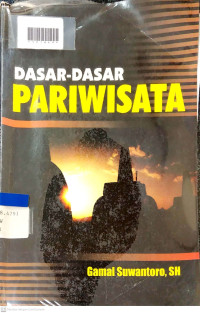 DASAR-DASAR
PARIWISATA
Gamal Suwantoro, SH